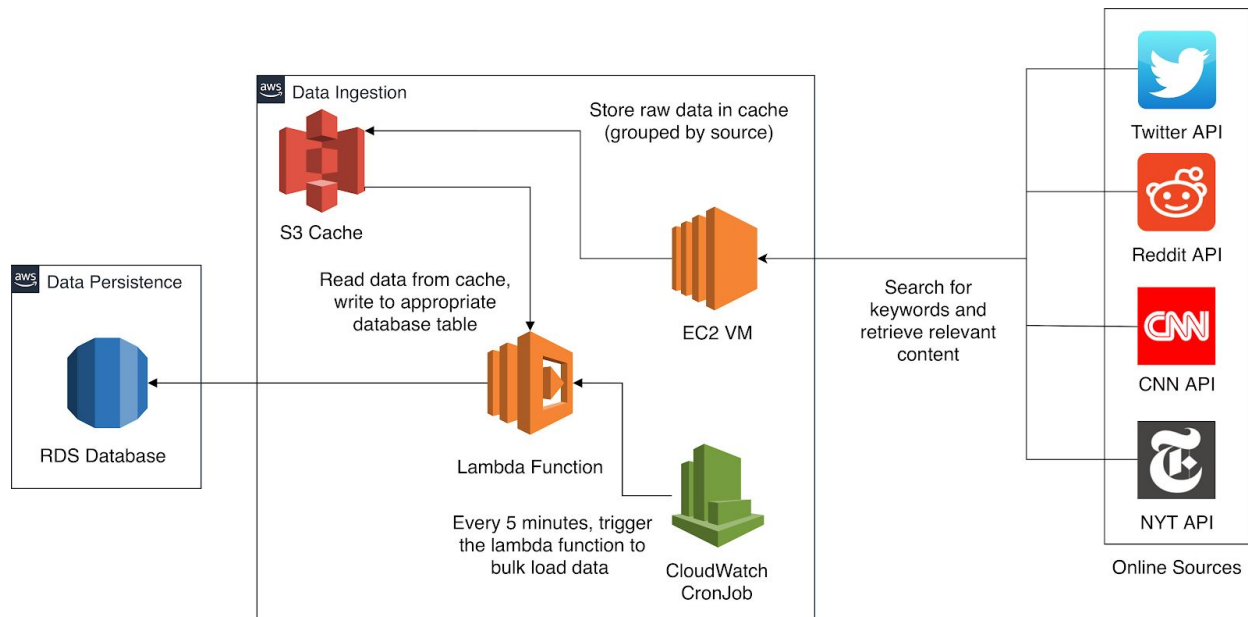 aws
Data Ingestion
Store raw data in cache
(grouped by source)
S3 Cache
Read data from cache,
write to appropriate
database table
EC2 VM
Lambda Function
Every 5 minutes, trigger
the lambda function to
bulk load data
CloudWatch
CronJob
aws
Data Persistence
RDS Database
Search for
keywords and
retrieve relevant
content
Twitter API
Reddit API
CNN
CNN API
NYT API
Online Sources